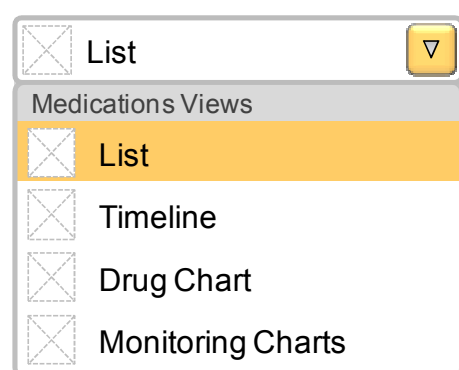 List
Medications Views
List
Timeline
Drug Chart
Monitoring Charts